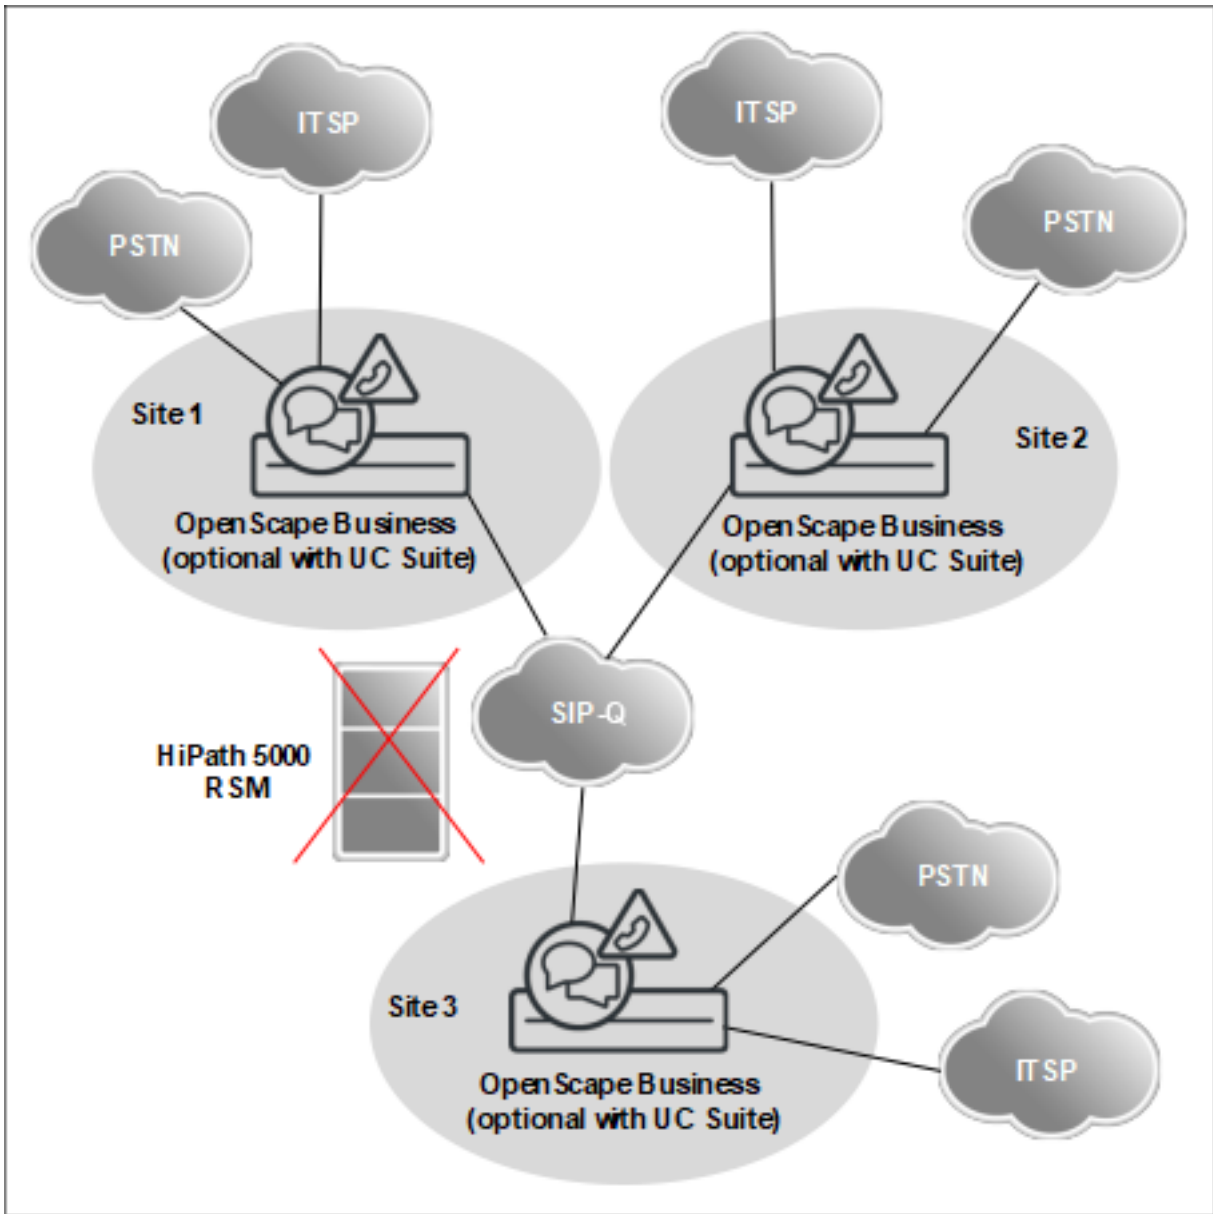 ITSP
ITSP
PSTN
PSTN
Site 1
Site 2
OpenScape Business
(optional with UC Suite)
OpenScape Business
(optional with UC Suite)
SIP-Q
HiPath 5000
RSM
PSTN
Site 3
ITSP
OpenScape Business
(optional with UC Suite)